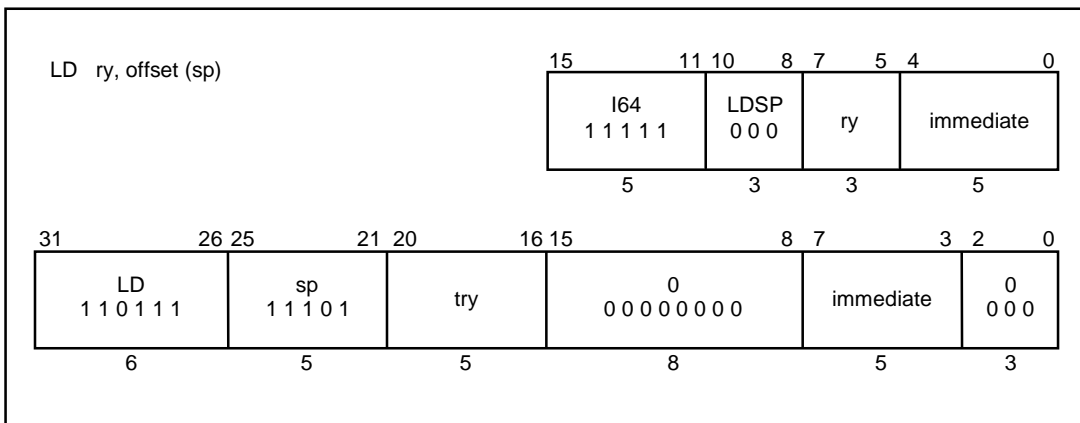 LD ry, offset (sp)
15 11 10 8 7 5 4 0
I64 LDSP ry immediate
1 1 1 1 1 0 0 0
5 3 3 5
31 26 25 21 20 16 15 8 7 3 2 0
LD sp try 0 immediate 0
1 1 0 1 1 1 1 1 1 0 1 0 0 0 0 0 0 0 0 0 0 0
6 5 5 8 5 3